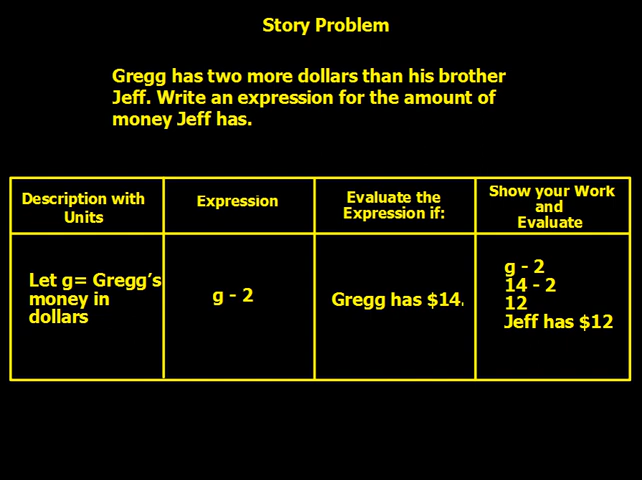 Story Problem
Gregg has two more dollars than his brother
Jeff. Write an expression for the amount of
money Jeff has.
Description with
Units
Expression
Evaluate the
Expression if:
Show your Work
and
Evaluate
Let g= Gregg's
money in
dollars
g - 2
Gregg has $14.
g - 2
14 - 2
12
Jeff has $12